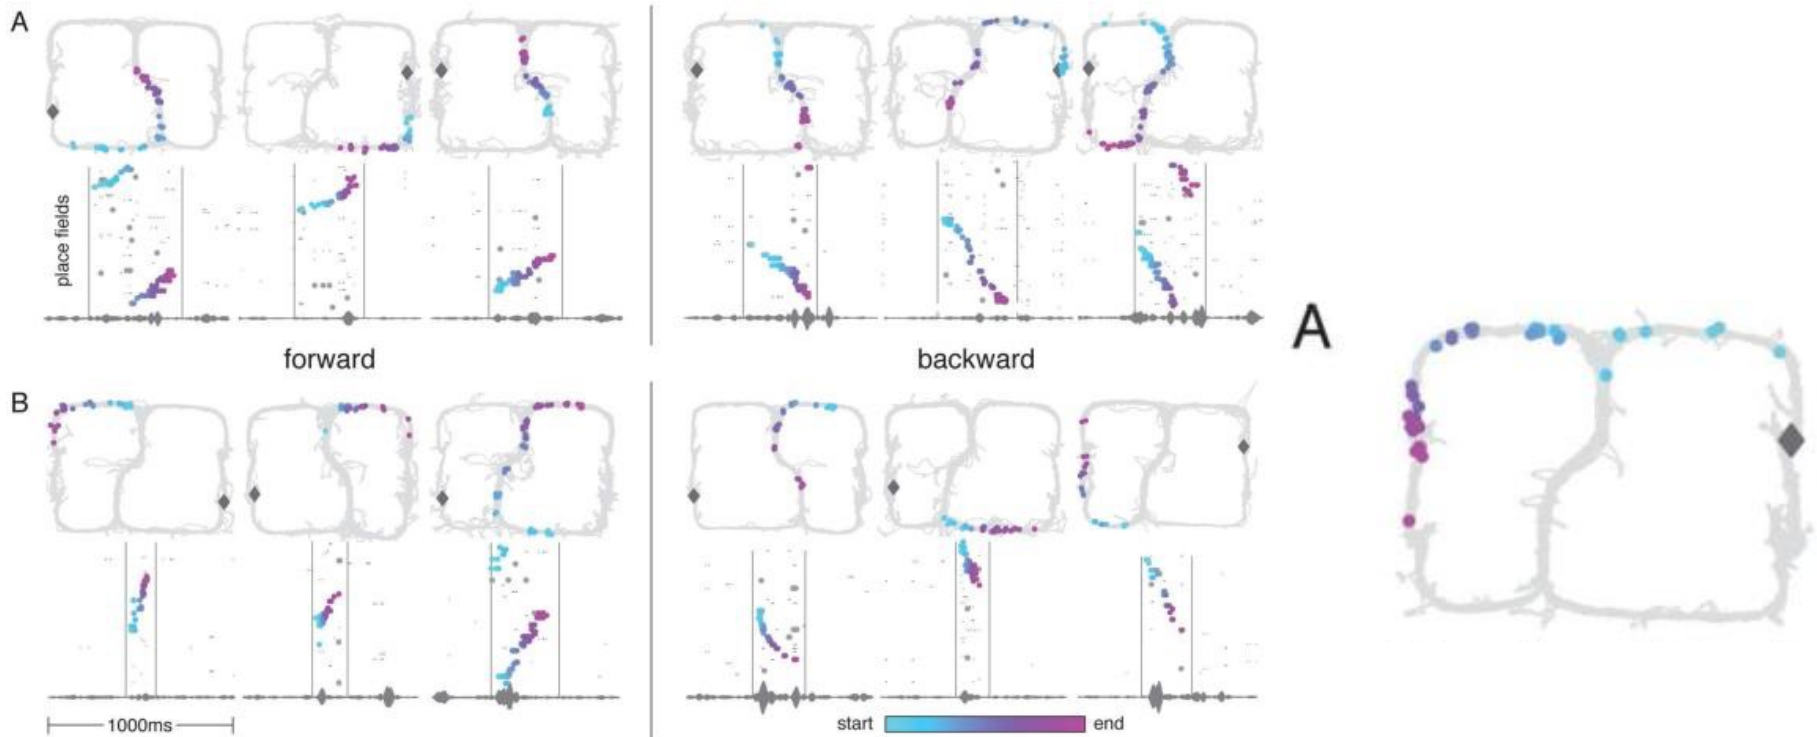 A
place fields
forward
backward
A
B
1000ms
start
end